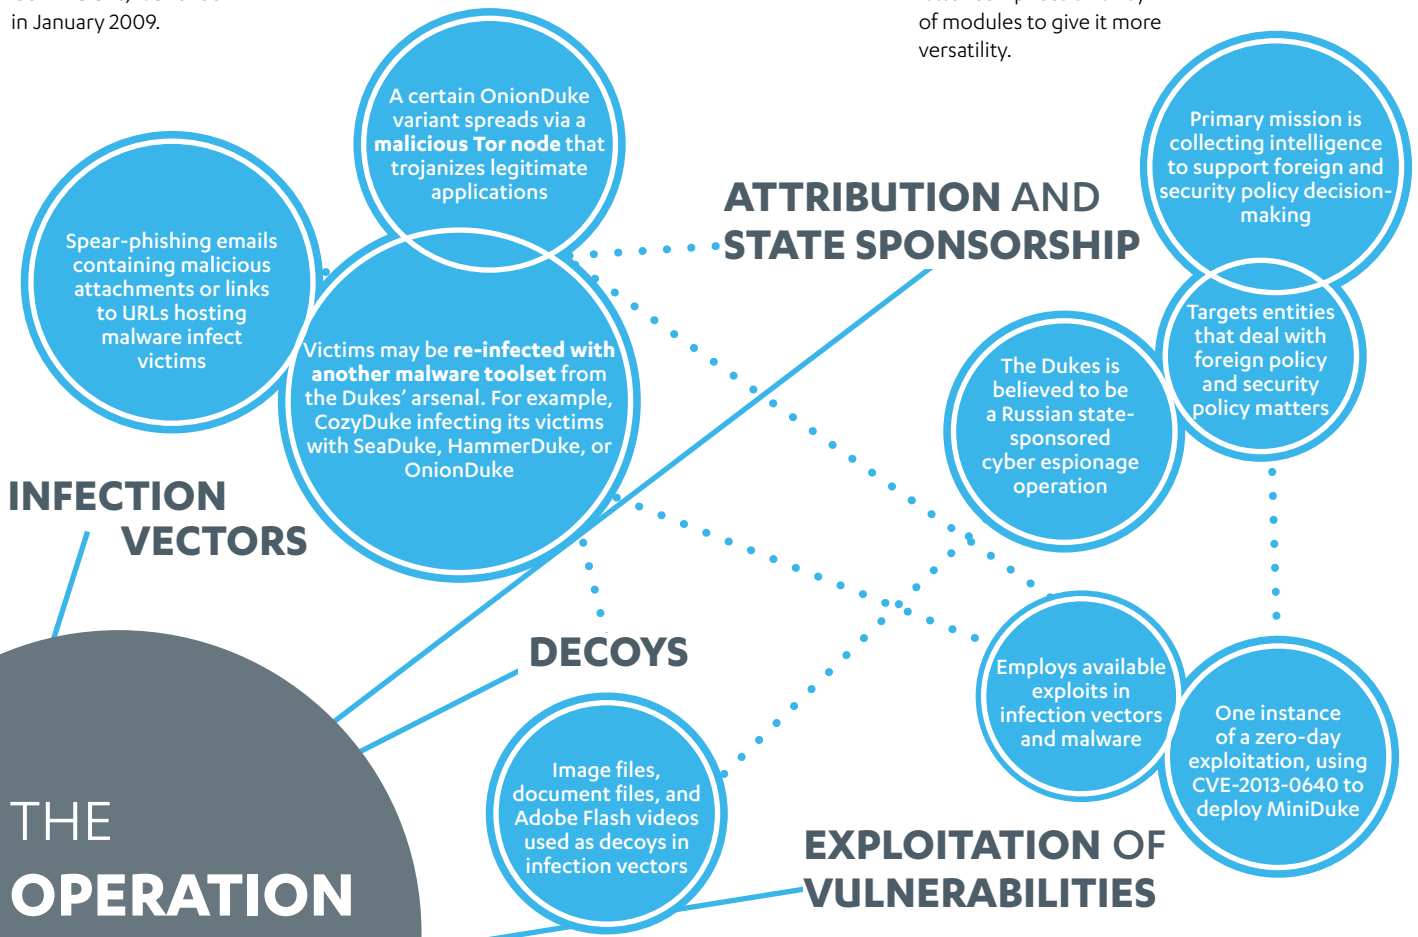 in January 2009.
of modules to give it more
versatility.
A certain OnionDuke
variant spreads via a
malicious Tor node that
trojanizes legitimate
applications
Spear-phishing emails
containing malicious
attachments or links
to URLs hosting
malware infect
victims
Victims may be re-infected with
another malware toolset from
the Dukes’ arsenal. For example,
CozyDuke infecting its victims
with SeaDuke, HammerDuke, or
OnionDuke
INFECTION
VECTORS
ATTRIBUTION AND
STATE SPONSORSHIP
Primary mission is
collecting intelligence
to support foreign and
security policy decision-
making
Targets entities
that deal with
foreign policy
and security
policy matters
The Dukes is
believed to be
a Russian state-
sponsored
cyber espionage
operation
DECOYS
Image files,
document files, and
Adobe Flash videos
used as decoys in
infection vectors
Employs available
exploits in
infection vectors
and malware
One instance
of a zero-day
exploitation, using
CVE-2013-0640 to
deploy MiniDuke
EXPLOITATION OF
VULNERABILITIES
THE
OPERATION